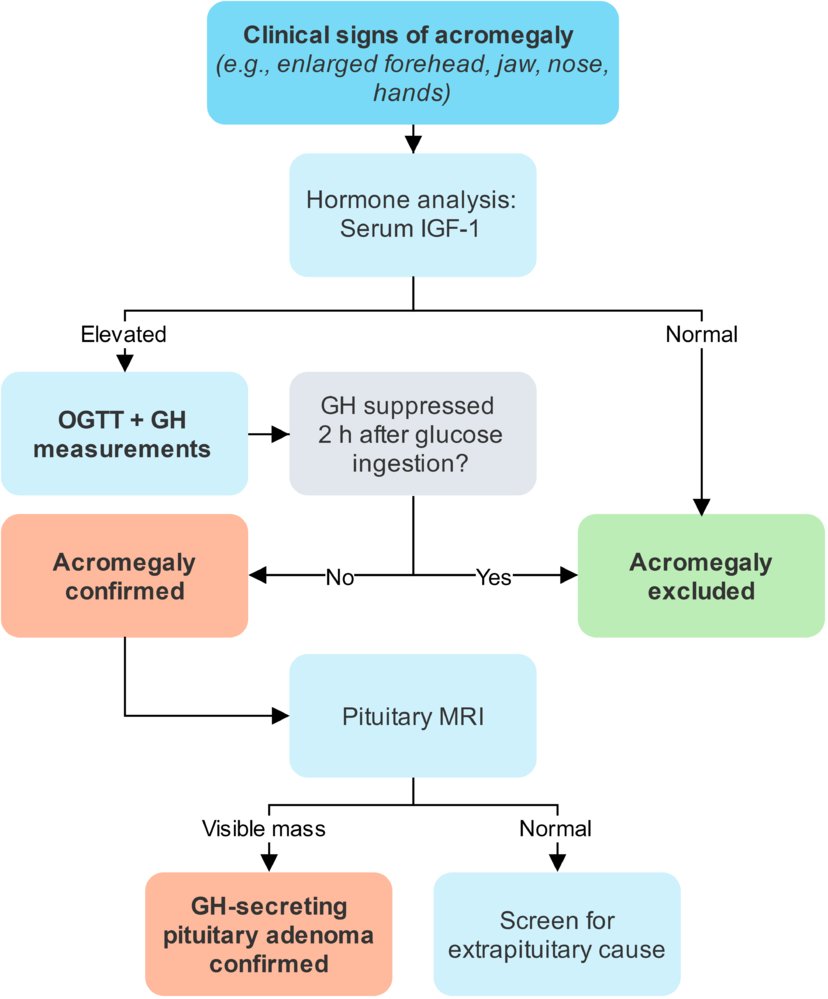 Clinical signs of acromegaly
(e.g., enlarged forehead, jaw, nose,
hands)
Hormone analysis:
Serum IGF-1
Elevated
Normal
OGTT + GH
measurements
GH suppressed
2 h after glucose
ingestion?
Acromegaly
confirmed
No
Yes
Acromegaly
excluded
Pituitary MRI
Visible mass
Normal
GH-secreting
pituitary adenoma
confirmed
Screen for
extrapituitary cause